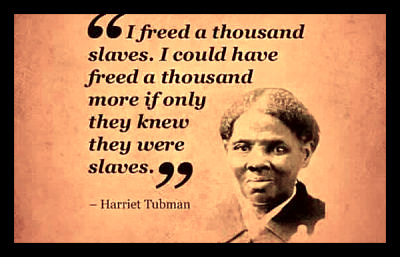 “I freed a thousand
slaves. I could have
freed a thousand
more if only
they knew
they were
slaves.”
– Harriet Tubman